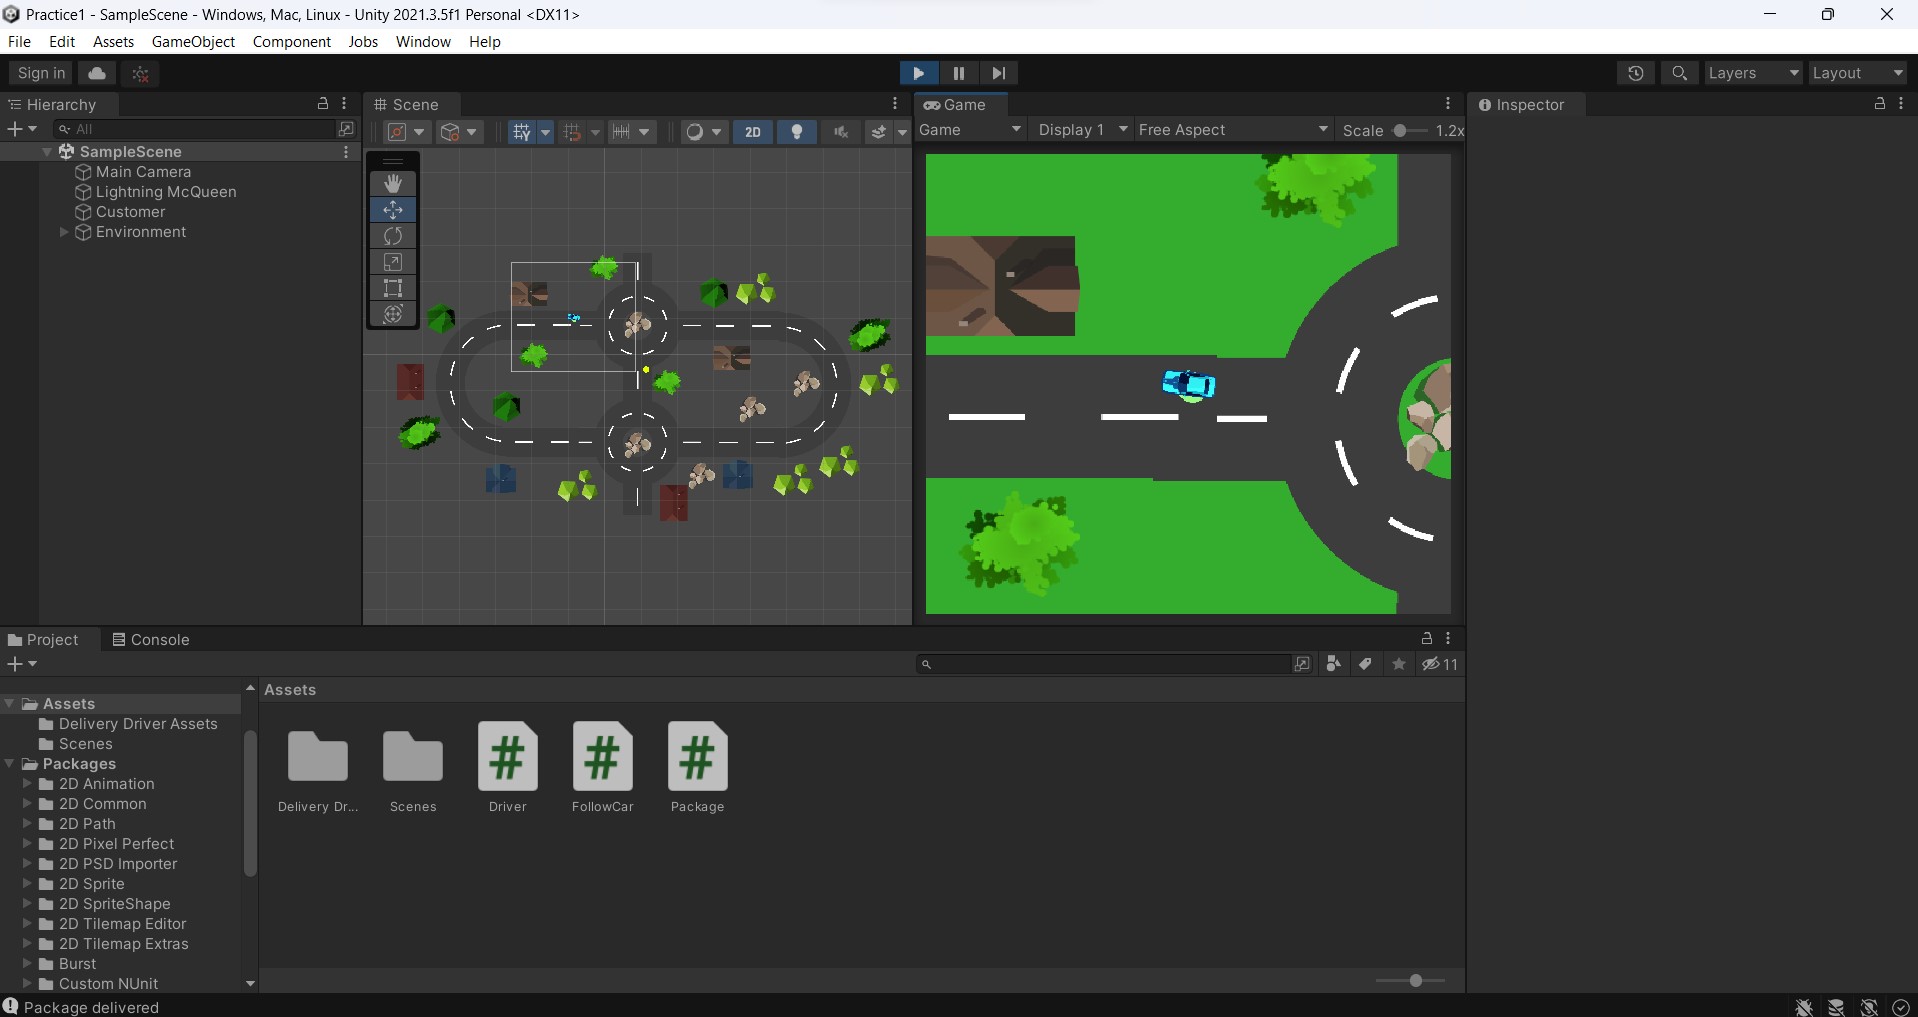 Practice1 - SampleScene - Windows, Mac, Linux - Unity 2021.3.5f1 Personal <DX11>
File Edit Assets GameObject Component Jobs Window Help
Sign in
Layers
Layout
Hierarchy
All
SampleScene
Main Camera
Lightning McQueen
Customer
Environment
Scene
2D
Game
Game
Display 1
Free Aspect
Scale
1.2x
Inspector
Project
Console
11
Assets
Delivery Driver Assets
Scenes
Packages
2D Animation
2D Common
2D Path
2D Pixel Perfect
2D PSD Importer
2D Sprite
2D SpriteShape
2D Tilemap Editor
2D Tilemap Extras
Burst
Custom NUnit
Assets
Delivery Dr...
Scenes
Driver
FollowCar
Package
Package delivered